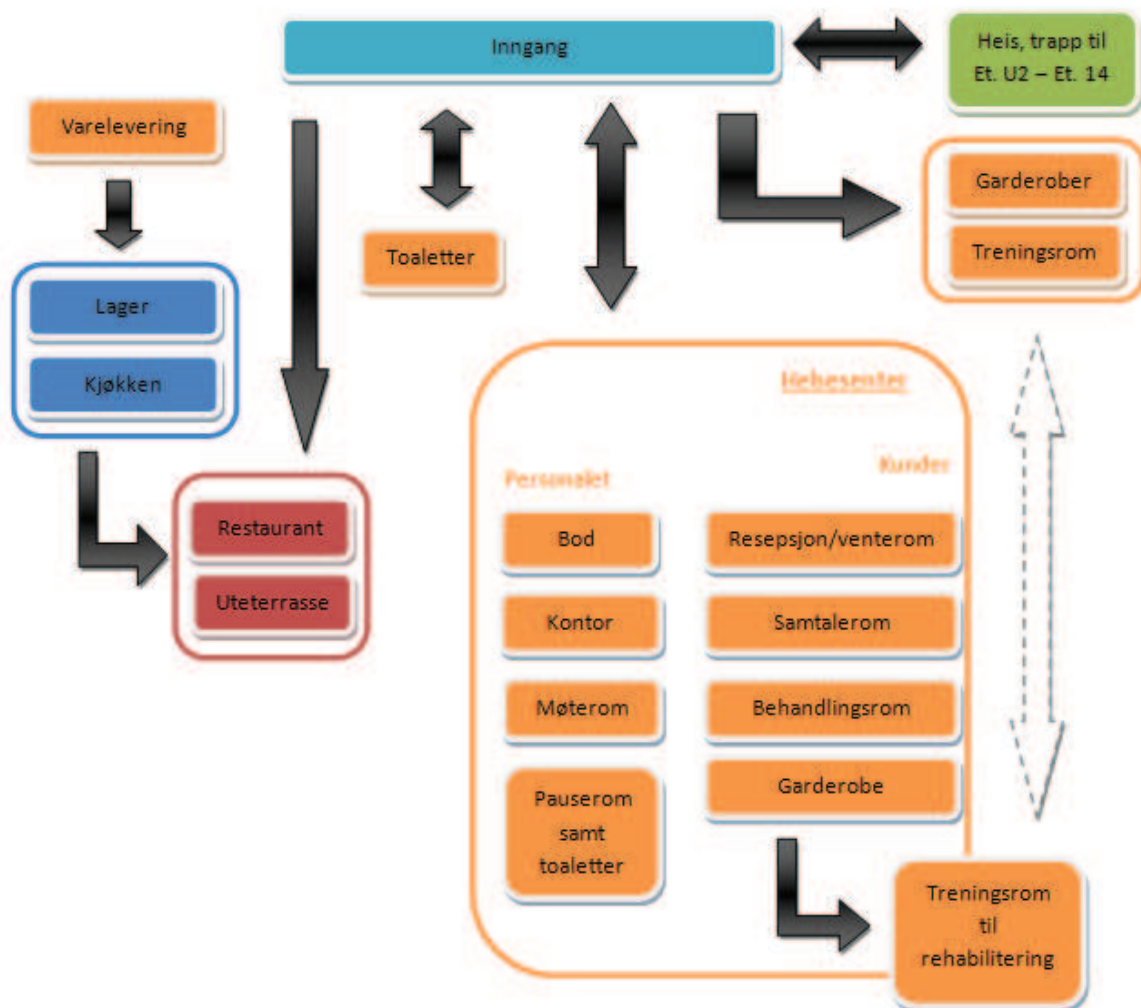 Inngang
Heis, trapp til
Et. U2 – Et. 14
Varelevering
Garderober
Treningsrom
Toaletter
Lager
Kjøkken
Restaurant
Uteterrasse
Helsesenter
Personalet
Kunder
Bod
Resepsjon/venterom
Kontor
Samtalerom
Møterom
Behandlingsrom
Garderobe
Pauserom
samt
toaletter
Treningsrom
til
rehabilitering